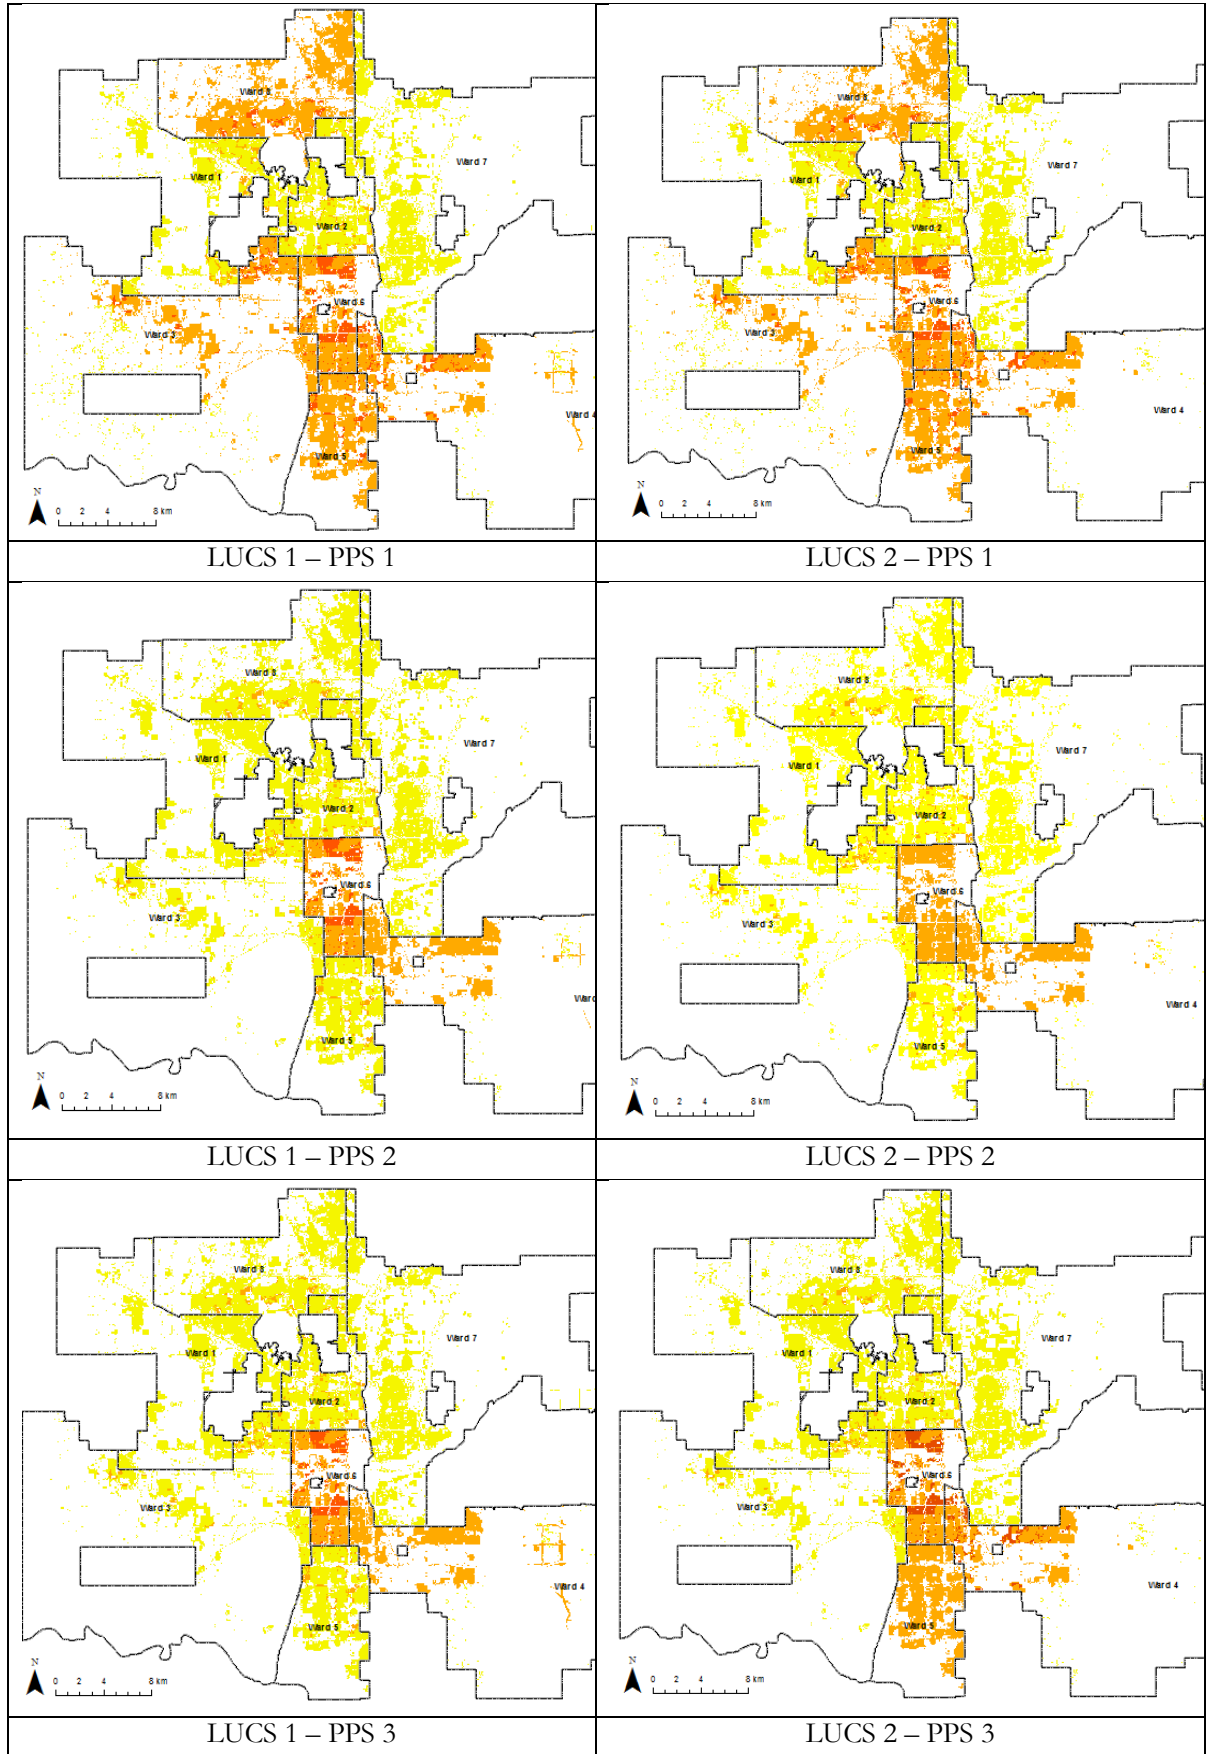 Ward 8
Ward 7
Ward 1
Ward 2
Ward 6
Ward 3
Ward 4
Ward 5
N
0 2 4 8 km
LUCS 1 – PPS 1
Ward 8
Ward 7
Ward 1
Ward 2
Ward 6
Ward 3
Ward 4
Ward 5
N
0 2 4 8 km
LUCS 2 – PPS 1
Ward 8
Ward 7
Ward 1
Ward 2
Ward 6
Ward 3
Ward
Ward 5
N
0 2 4 8 km
LUCS 1 – PPS 2
Ward 8
Ward 7
Ward 1
Ward 2
Ward 6
Ward 3
Ward 4
Ward 5
N
0 2 4 8 km
LUCS 2 – PPS 2
Ward 8
Ward 7
Ward 1
Ward 2
Ward 6
Ward 3
Ward 4
Ward 5
N
0 2 4 8 km
LUCS 1 – PPS 3
Ward 8
Ward 7
Ward 1
Ward 2
Ward 6
Ward 3
Ward 4
Ward 5
N
0 2 4 8 km
LUCS 2 – PPS 3